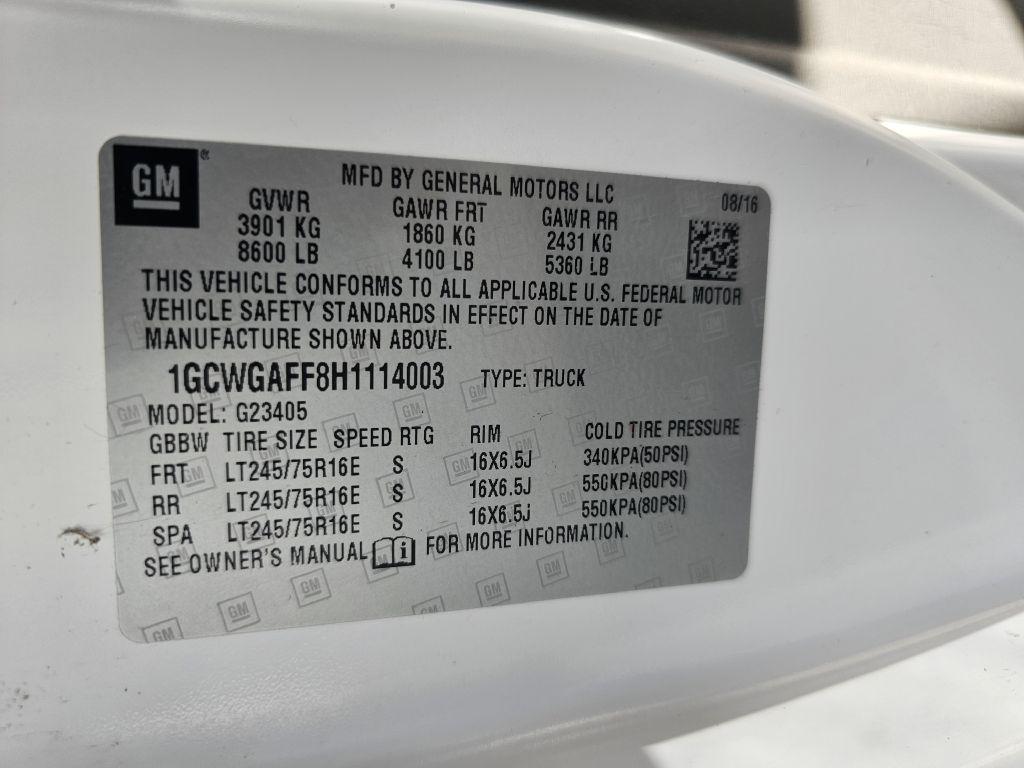 GM ®
MFD BY GENERAL MOTORS LLC
08/16
GVWR GAWR FRT GAWR RR
3901 KG 1860 KG 2431 KG
8600 LB 4100 LB 5360 LB
THIS VEHICLE CONFORMS TO ALL APPLICABLE U.S. FEDERAL MOTOR
VEHICLE SAFETY STANDARDS IN EFFECT ON THE DATE OF
MANUFACTURE SHOWN ABOVE.
1GCWGAFF8H1114003 TYPE: TRUCK
MODEL: G23405
GBBW TIRE SIZE SPEED RTG RIM COLD TIRE PRESSURE
FRT LT245/75R16E S 16X6.5J 340KPA(50PSI)
RR LT245/75R16E S 16X6.5J 550KPA(80PSI)
SPA LT245/75R16E S 16X6.5J 550KPA(80PSI)
SEE OWNER'S MANUAL FOR MORE INFORMATION.